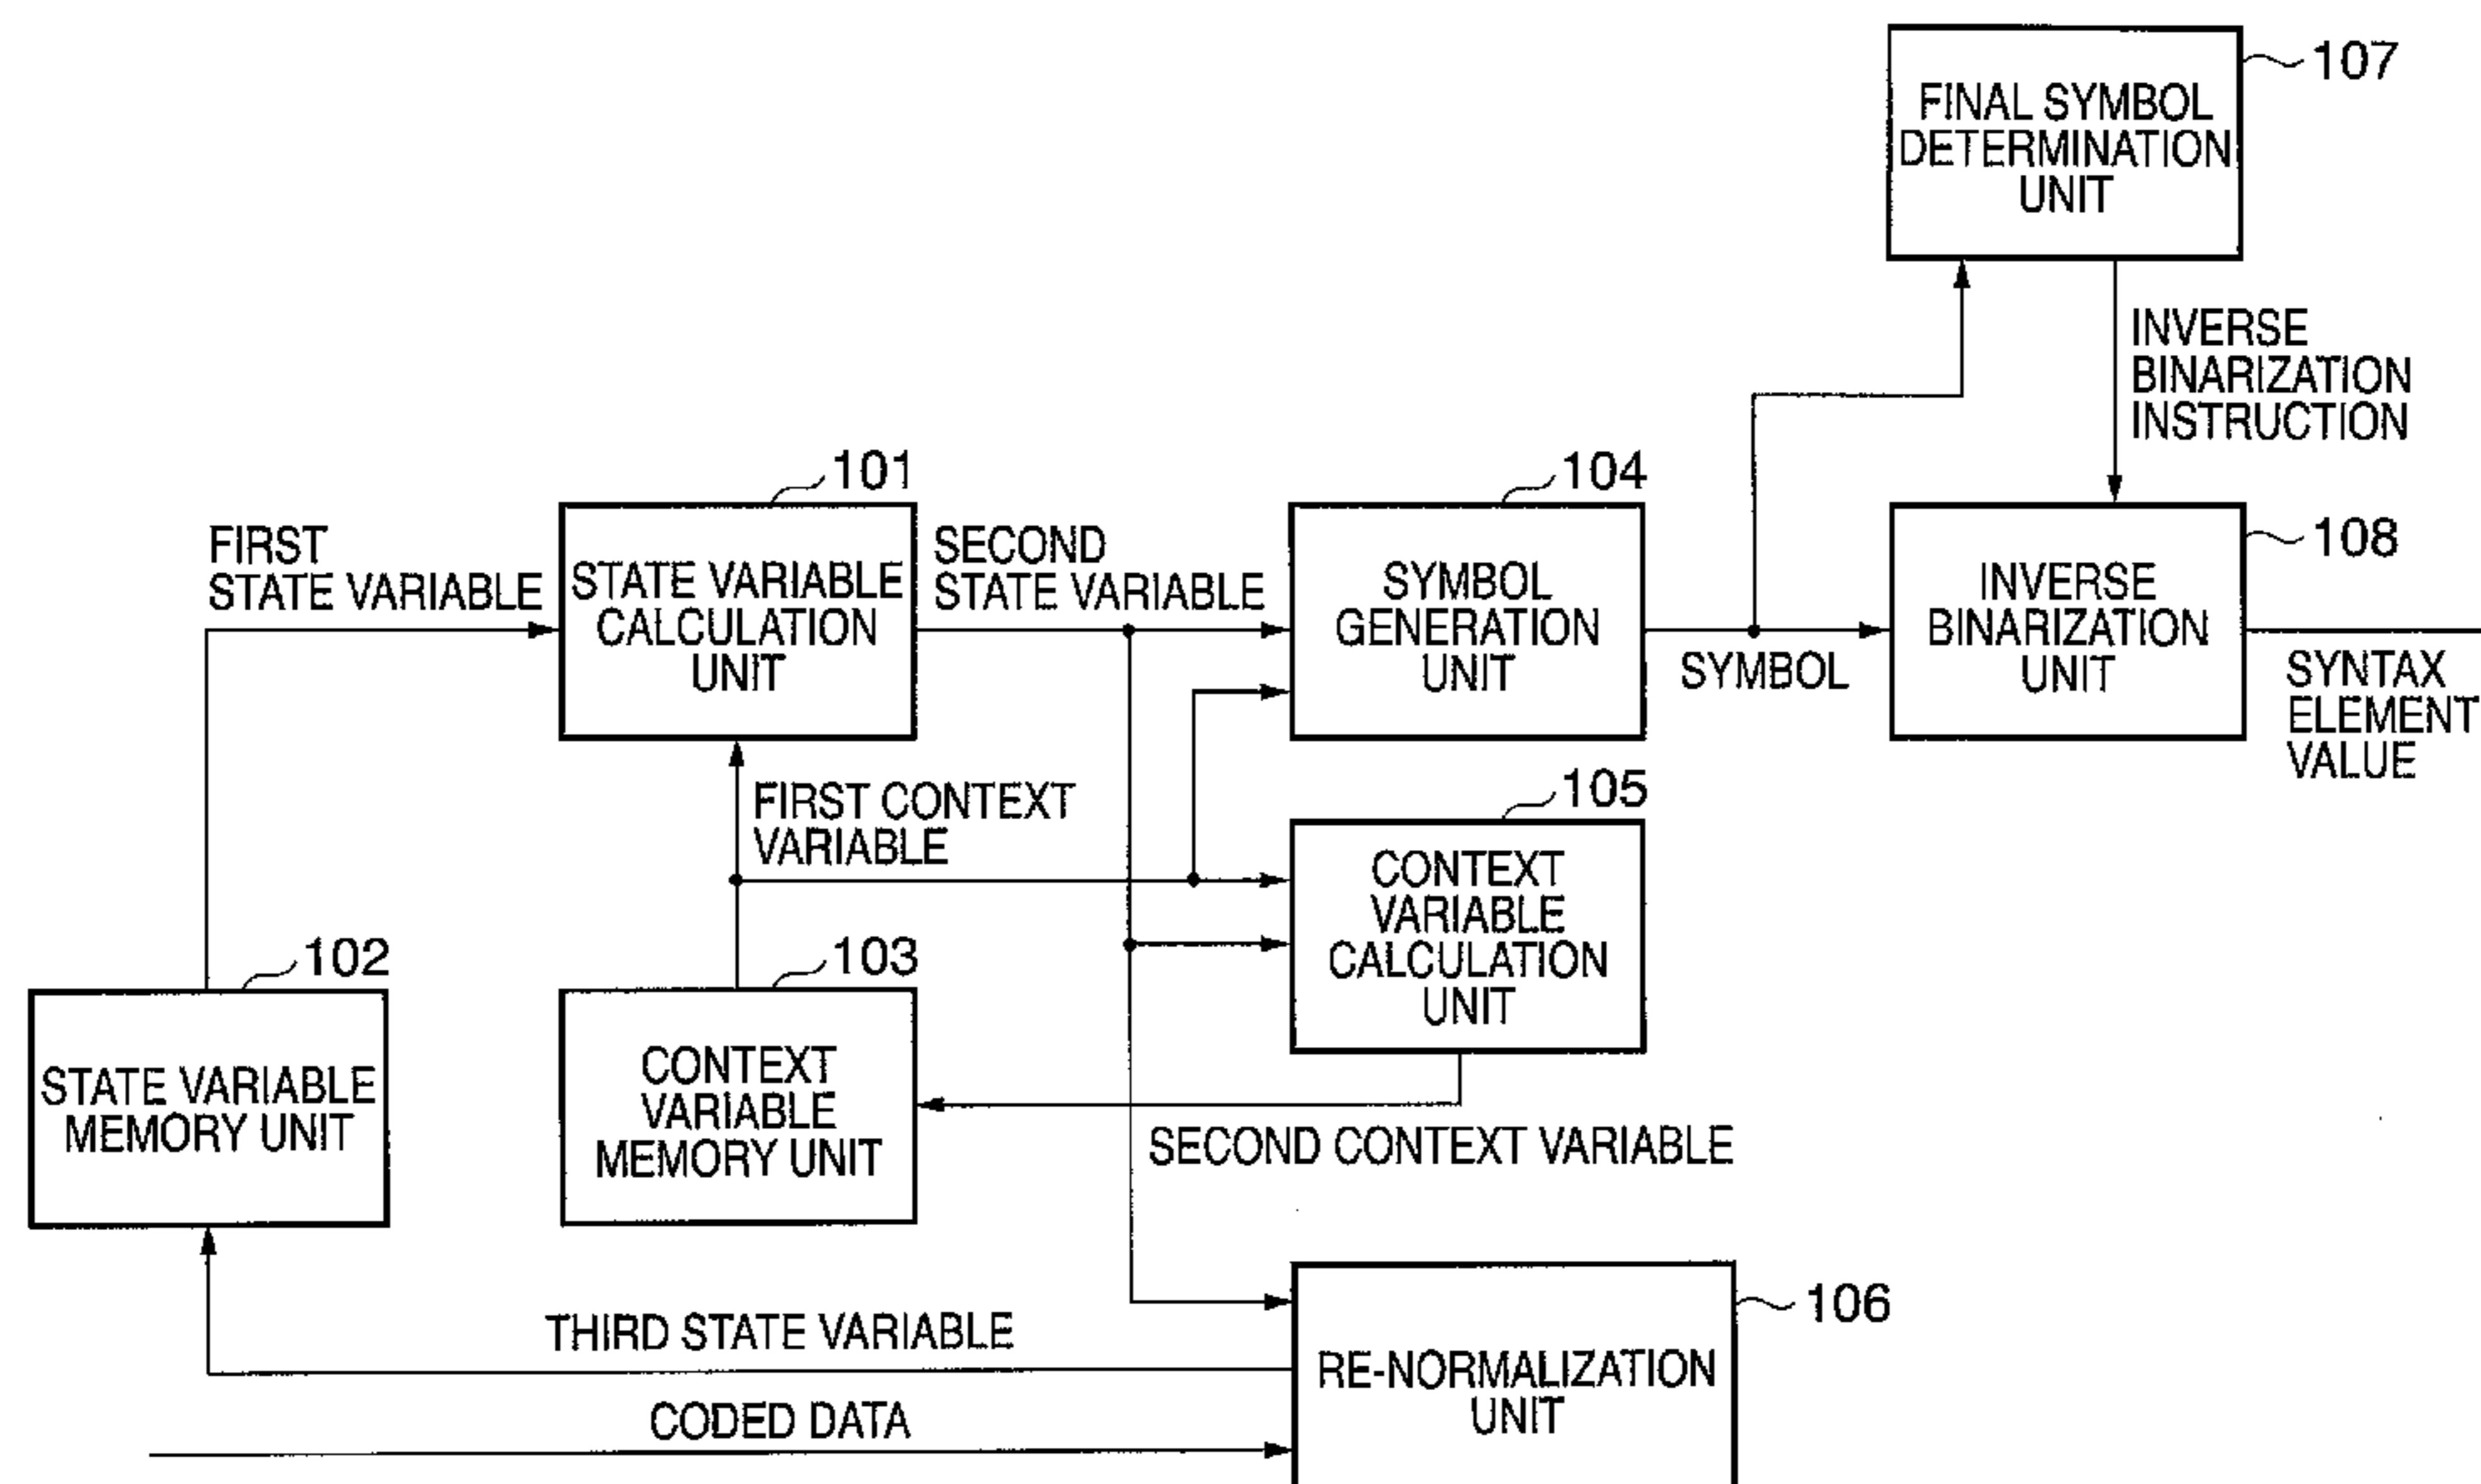 107
FINAL SYMBOL
DETERMINATION
UNIT
INVERSE
BINARIZATION
INSTRUCTION
101
104
108
FIRST
STATE VARIABLE
STATE VARIABLE
CALCULATION
UNIT
SECOND
STATE VARIABLE
SYMBOL
GENERATION
UNIT
SYMBOL
INVERSE
BINARIZATION
UNIT
SYNTAX
ELEMENT
VALUE
FIRST CONTEXT
VARIABLE
105
CONTEXT
VARIABLE
CALCULATION
UNIT
102
103
STATE VARIABLE
MEMORY UNIT
CONTEXT
VARIABLE
MEMORY UNIT
SECOND CONTEXT VARIABLE
106
THIRD STATE VARIABLE
RE-NORMALIZATION
UNIT
CODED DATA